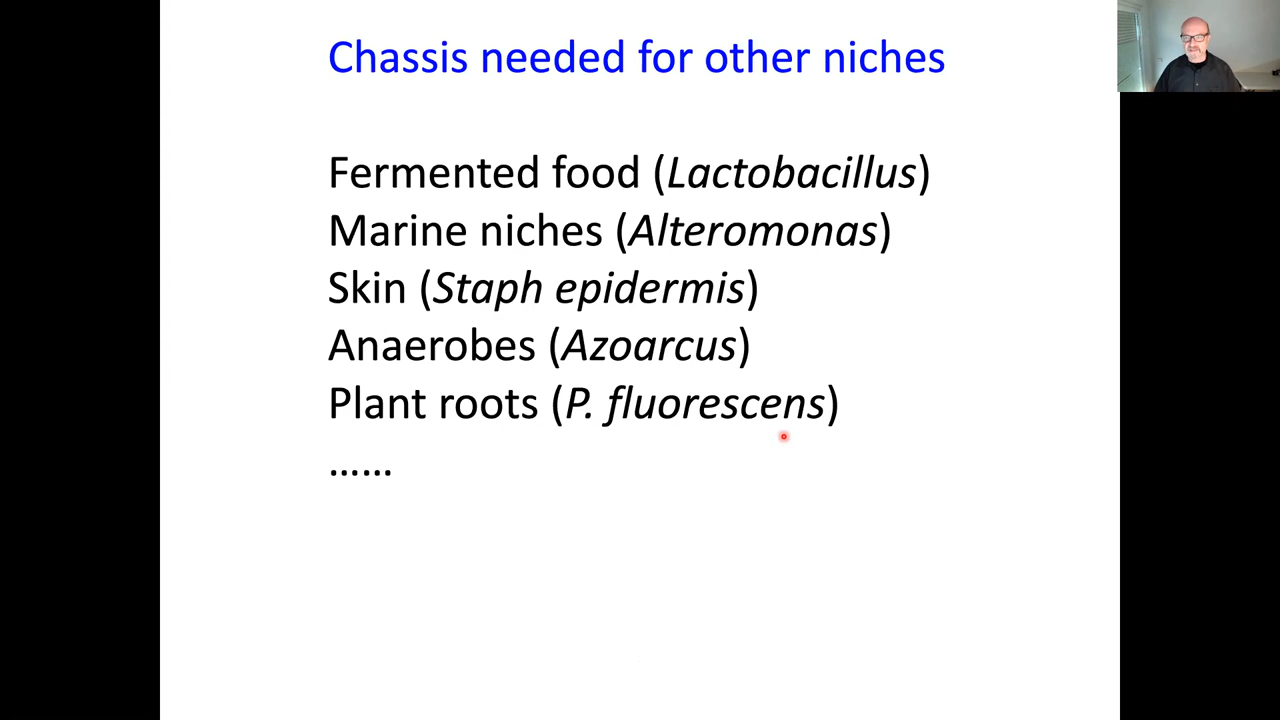 Chassis needed for other niches
Fermented food (Lactobacillus)
Marine niches (Alteromonas)
Skin (Staph epidermis)
Anaerobes (Azoarcus)
Plant roots (P. fluorescens)
......